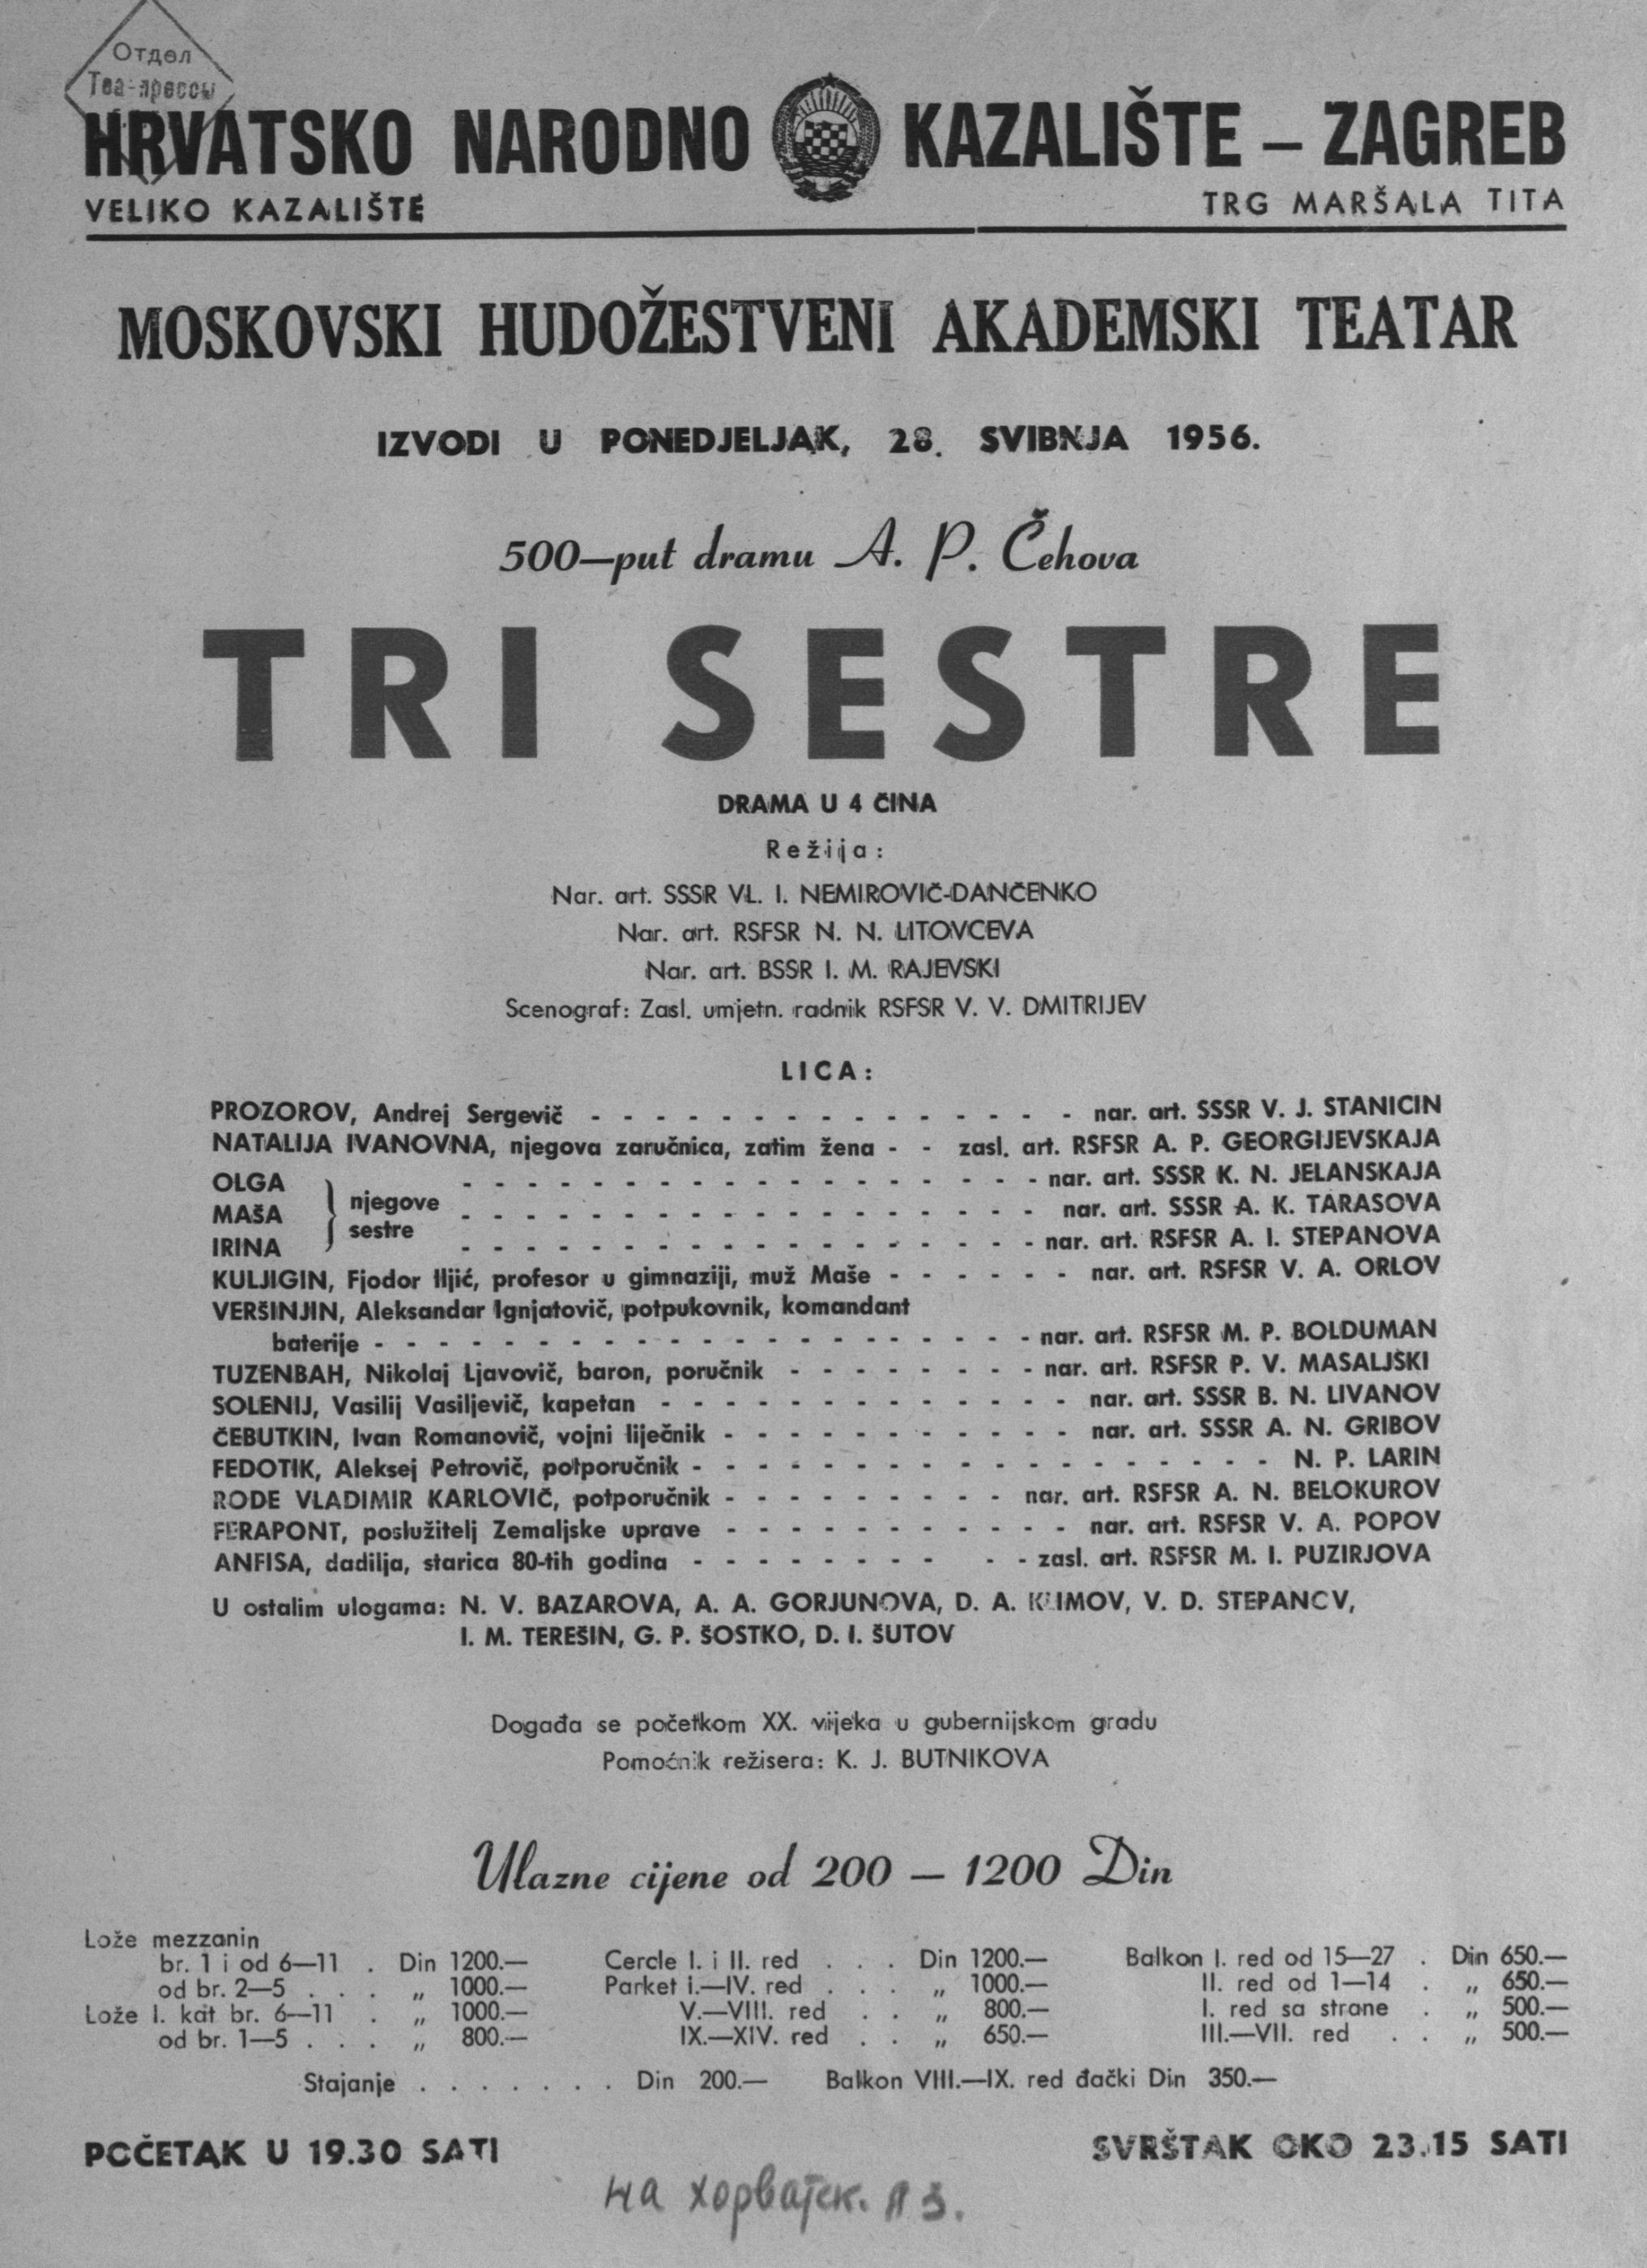 Отдел
Теа-прессы
HRVATSKO NARODNO KAZALIŠTE – ZAGREB
VELIKO KAZALIŠTE TRG MARŠALA TITA
MOSKOVSKI HUDOŽESTVENI AKADEMSKI TEATAR
IZVODI U PONEDJELJAK, 28. SVIBNJA 1956.
500—put dramu A. P. Čehova
TRI SESTRE
DRAMA U 4 ČINA
Režija:
Nar. art. SSSR VL. I. NEMIROVIČ-DANČENKO
Nar. art. RSFSR N. N. LITOVCEVA
Nar. art. BSSR I. M. RAJEVSKI
Scenograf: Zasl. umjetn. radnik RSFSR V. V. DMITRIJEV
LICA:
PROZOROV, Andrej Sergevič - - - - - - - - - - - - - - - nar. art. SSSR V. J. STANICIN
NATALIJA IVANOVNA, njegova zaručnica, zatim žena - - zasl. art. RSFSR A. P. GEORGIJEVSKAJA
OLGA - - - - - - - - - - - - - - - - - - nar. art. SSSR K. N. JELANSKAJA
MAŠA } njegove sestre - - - - - - - - - - - - - - - - - - nar. art. SSSR A. K. TARASOVA
IRINA - - - - - - - - - - - - - - - - - - nar. art. RSFSR A. I. STEPANOVA
KULJIGIN, Fjodor Iljić, profesor u gimnaziji, muž Maše - - - - - - nar. art. RSFSR V. A. ORLOV
VERŠINJIN, Aleksandar Ignjatovič, potpukovnik, komandant
baterije - - - - - - - - - - - - - - - - - - - - - nar. art. RSFSR M. P. BOLDUMAN
TUZENBAH, Nikolaj Ljavovič, baron, poručnik - - - - - - - - nar. art. RSFSR P. V. MASALJSKI
SOLENIJ, Vasilij Vasiljevič, kapetan - - - - - - - - - - - - - nar. art. SSSR B. N. LIVANOV
ČEBUTKIN, Ivan Romanovič, vojni liječnik - - - - - - - - - - - nar. art. SSSR A. N. GRIBOV
FEDOTIK, Aleksej Petrovič, potporučnik - - - - - - - - - - - - - - - - - - N. P. LARIN
RODE VLADIMIR KARLOVIČ, potporučnik - - - - - - - - - nar. art. RSFSR A. N. BELOKUROV
FERAPONT, poslužitelj Zemaljske uprave - - - - - - - - - - - nar. art. RSFSR V. A. POPOV
ANFISA, dadilja, starica 80-tih godina - - - - - - - - - - zasl. art. RSFSR M. I. PUZIRJOVA
U ostalim ulogama: N. V. BAZAROVA, A. A. GORJUNOVA, D. A. KLIMOV, V. D. STEPANOV,
I. M. TEREŠIN, G. P. ŠOSTKO, D. I. ŠUTOV
Događa se početkom XX. vijeka u gubernijskom gradu
Pomoćnik režisera: K. J. BUTNIKOVA
Ulazne cijene od 200 — 1200 Din
Lože mezzanin
br. 1 i od 6—11 . Din 1200.—
od br. 2—5 . . . „ 1000.—
Lože I. kat br. 6—11 . „ 1000.—
od br. 1—5 . . . „ 800.—
Cercle I. i II. red . . . Din 1200.—
Parket I.—IV. red . . . „ 1000.—
V.—VIII. red . . „ 800.—
IX.—XIV. red . . „ 650.—
Balkon I. red od 15—27 . Din 650.—
II. red od 1—14 . „ 650.—
I. red sa strane . „ 500.—
III.—VII. red . . „ 500.—
Stajanje . . . . . . . Din 200.— Balkon VIII.—IX. red đački Din 350.—
POČETAK U 19.30 SATI SVRŠTAK OKO 23.15 SATI
на хорватск.